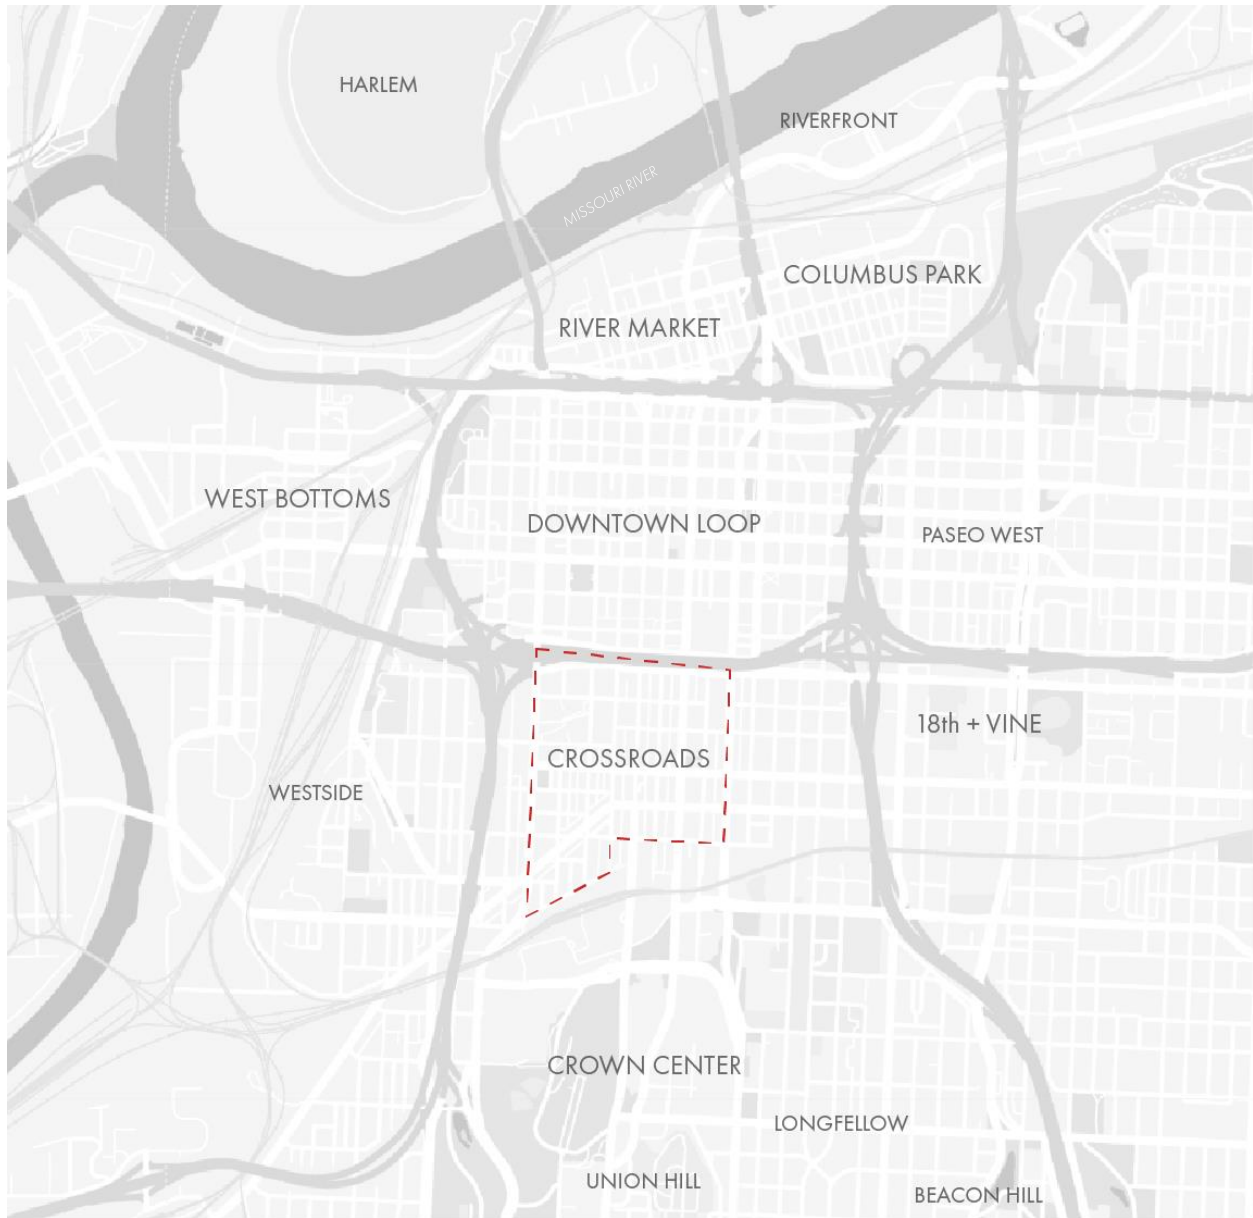 HARLEM
RIVERFRONT
MISSOURI RIVER
COLUMBUS PARK
RIVER MARKET
WEST BOTTOMS
DOWNTOWN LOOP
PASEO WEST
18th + VINE
CROSSROADS
WESTSIDE
CROWN CENTER
LONGFELLOW
UNION HILL
BEACON HILL